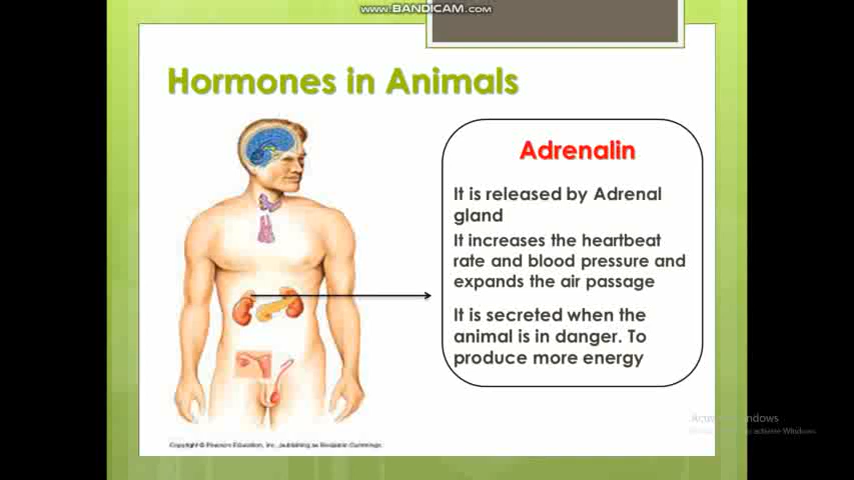 www.BANDICAM.com
Hormones in Animals
Adrenalin
It is released by Adrenal
gland
It increases the heartbeat
rate and blood pressure and
expands the air passage
It is secreted when the
animal is in danger. To
produce more energy
Copyright © Pearson Education, Inc., publishing as Benjamin Cummings.